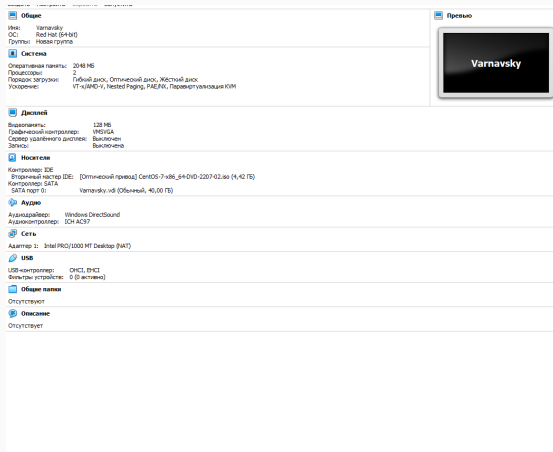 Общие
Имя: Varnavsky
ОС: Red Hat (64-bit)
Группы: Новая группа
Система
Оперативная память: 2048 МБ
Процессоры: 2
Порядок загрузки: Гибкий диск, Оптический диск, Жёсткий диск
Ускорение: VT-x/AMD-V, Nested Paging, PAE/NX, Паравиртуализация KVM
Превью
Varnavsky
Дисплей
Видеопамять: 128 МБ
Графический контроллер: VMSVGA
Сервер удалённого дисплея: Выключен
Запись: Выключена
Носители
Контроллер: IDE
Вторичный мастер IDE: [Оптический привод] CentOS-7-x86_64-DVD-2207-02.iso (4,42 ГБ)
Контроллер: SATA
SATA порт 0: Varnavsky.vdi (Обычный, 40,00 ГБ)
Аудио
Аудиодрайвер: Windows DirectSound
Аудиоконтроллер: ICH AC97
Сеть
Адаптер 1: Intel PRO/1000 MT Desktop (NAT)
USB
USB-контроллер: OHCI, EHCI
Фильтры устройств: 0 (0 активно)
Общие папки
Отсутствуют
Описание
Отсутствует